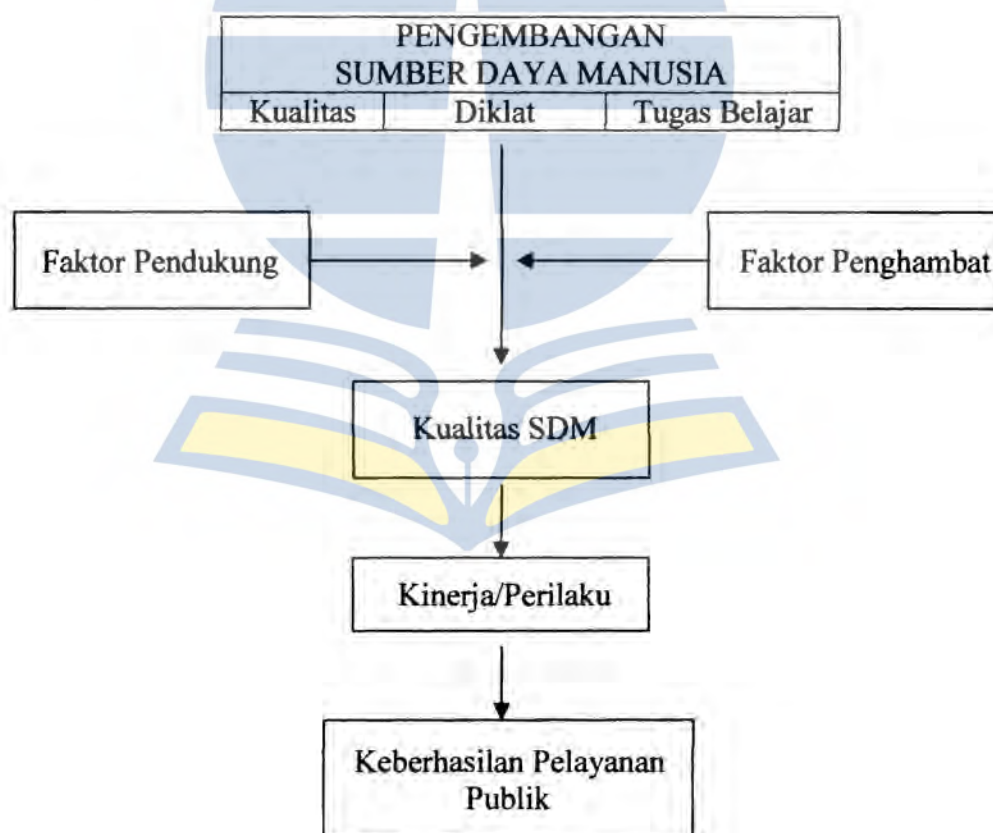 PENGEMBANGAN
SUMBER DAYA MANUSIA
Kualitas Diklat Tugas Belajar
Faktor Pendukung Faktor Penghambat
Kualitas SDM
Kinerja/Perilaku
Keberhasilan Pelayanan
Publik